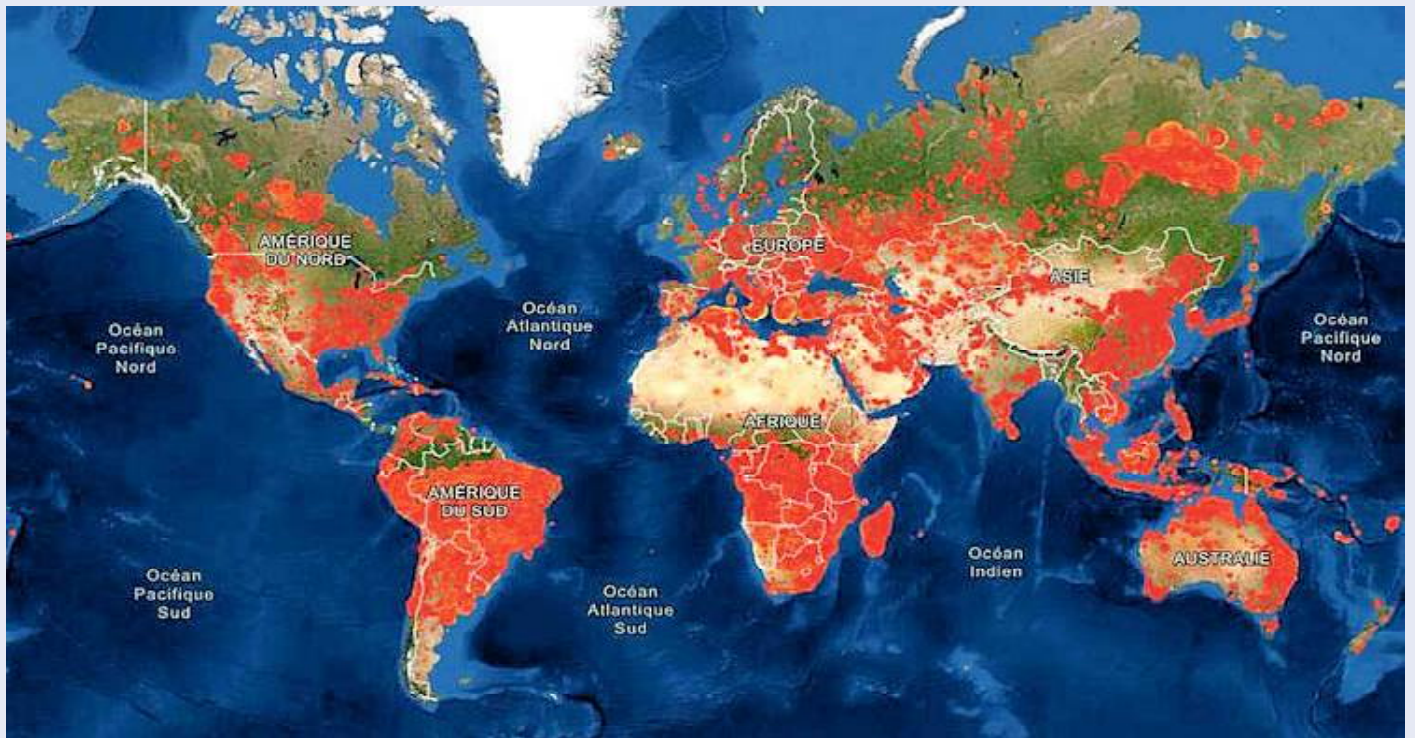 AMÉRIQUE
DU NORD
EUROPE
ASIE
Océan
Atlantique
Nord
Océan
Pacifique
Nord
Océan
Pacifique
Nord
AFRIQUE
AMÉRIQUE
DU SUD
Océan
Indien
AUSTRALIE
Océan
Pacifique
Sud
Océan
Atlantique
Sud